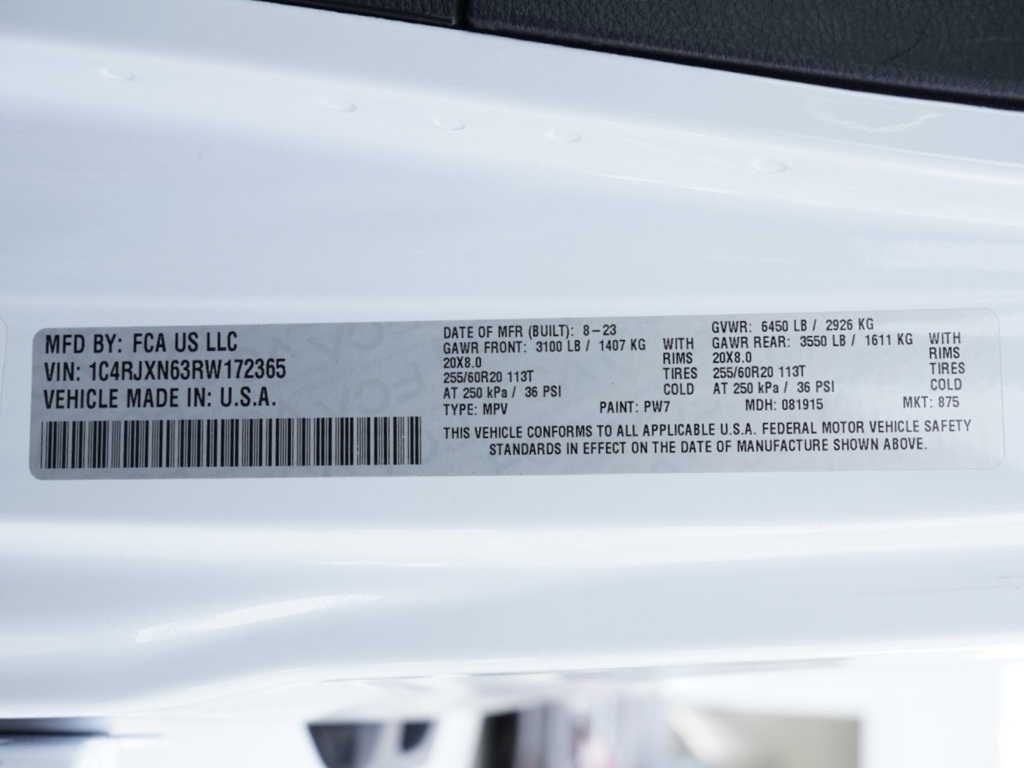 MFD BY: FCA US LLC
VIN: 1C4RJXN63RW172365
VEHICLE MADE IN: U.S.A.
DATE OF MFR (BUILT): 8-23
GAWR FRONT: 3100 LB / 1407 KG WITH
20X8.0 RIMS
255/60R20 113T TIRES
AT 250 kPa / 36 PSI COLD
GVWR: 6450 LB / 2926 KG
GAWR REAR: 3550 LB / 1611 KG WITH
20X8.0 RIMS
255/60R20 113T TIRES
AT 250 kPa / 36 PSI COLD
TYPE: MPV PAINT: PW7 MDH: 081915 MKT: 875
THIS VEHICLE CONFORMS TO ALL APPLICABLE U.S.A. FEDERAL MOTOR VEHICLE SAFETY
STANDARDS IN EFFECT ON THE DATE OF MANUFACTURE SHOWN ABOVE.